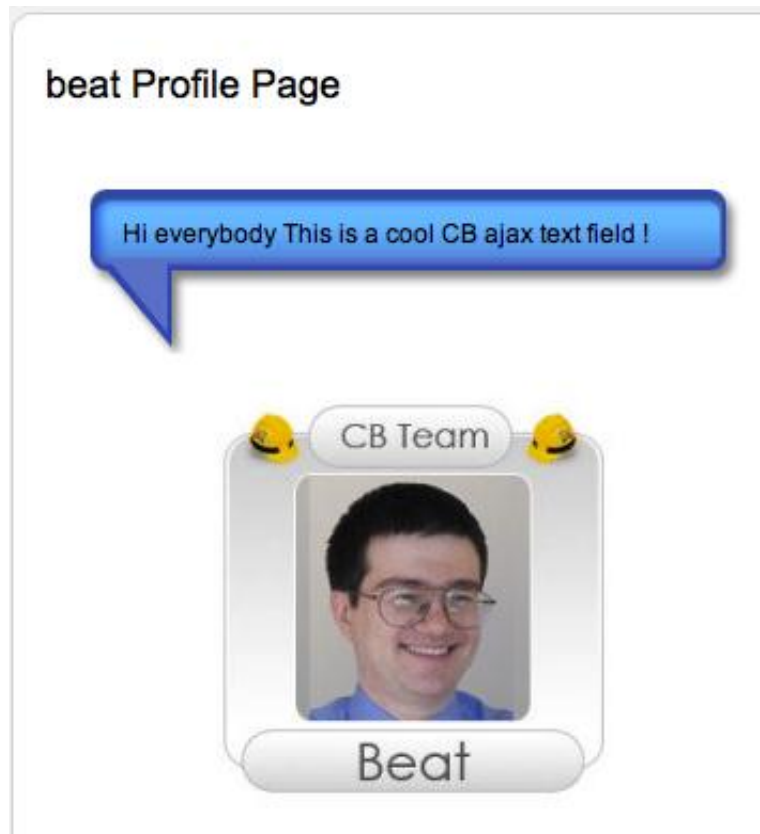 beat Profile Page
Hi everybody This is a cool CB ajax text field !
CB Team
Beat